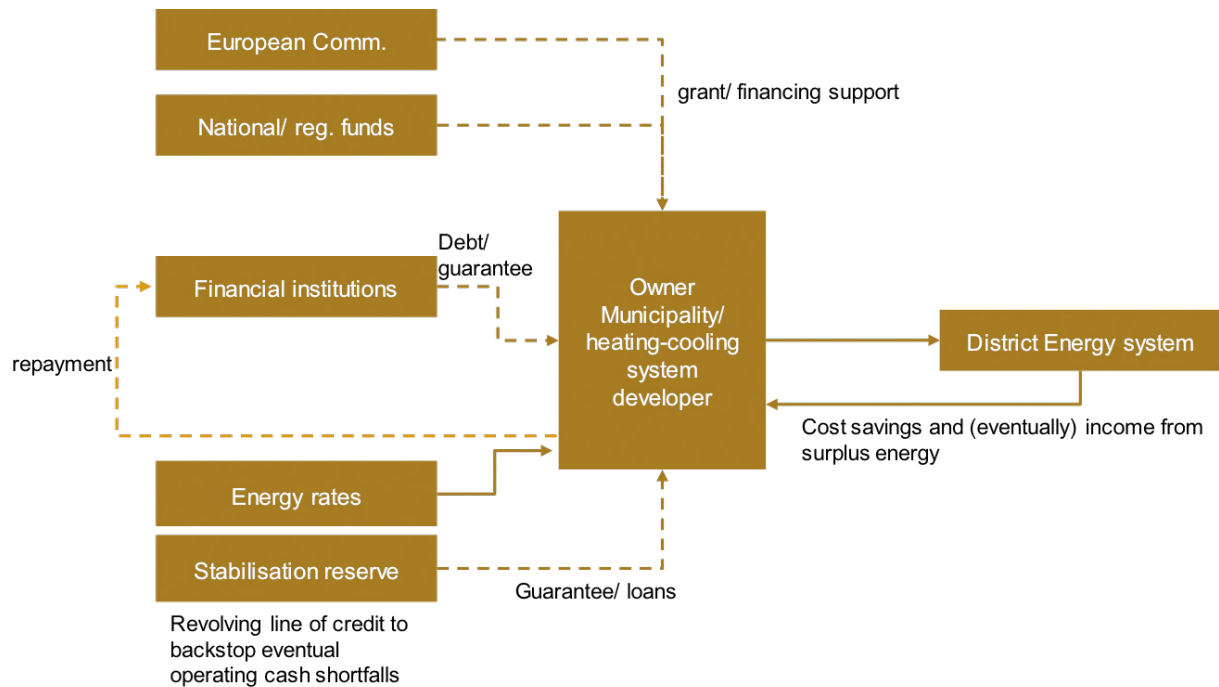 European Comm.
grant/ financing support
National/ reg. funds
Debt/
guarantee
Financial institutions
Owner
Municipality/
heating-cooling
system
developer
District Energy system
repayment
Cost savings and (eventually) income from
surplus energy
Energy rates
Stabilisation reserve
Guarantee/ loans
Revolving line of credit to
backstop eventual
operating cash shortfalls